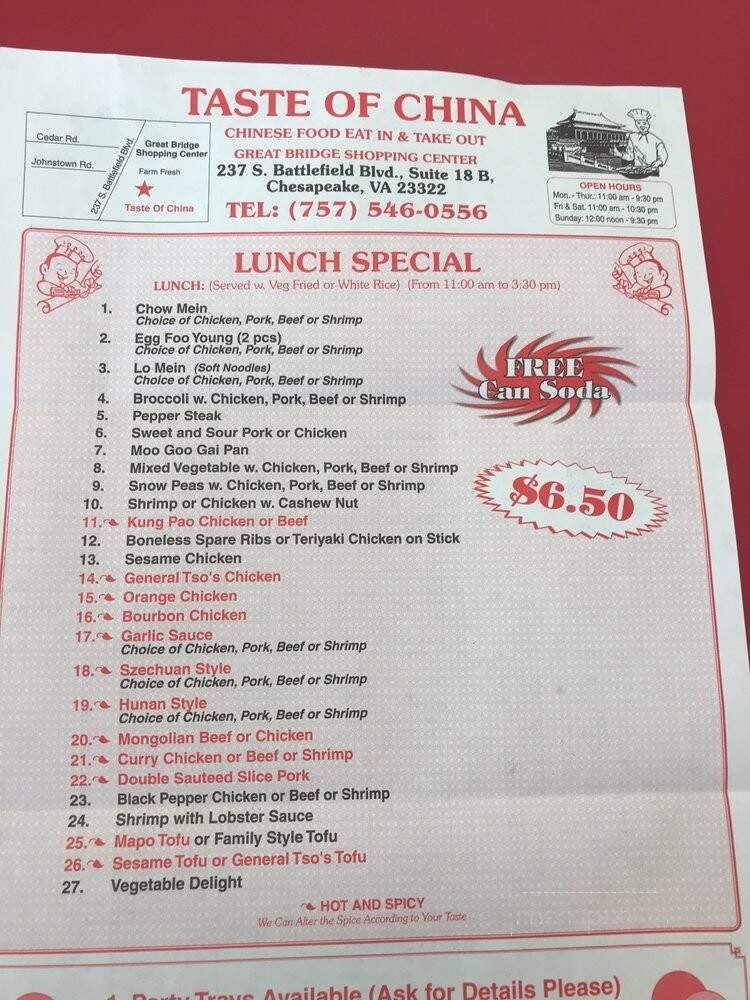 TASTE OF CHINA
CHINESE FOOD EAT IN & TAKE OUT
GREAT BRIDGE SHOPPING CENTER
237 S. Battlefield Blvd., Suite 18 B,
Chesapeake, VA 23322
TEL: (757) 546-0556
Cedar Rd.
Johnstown Rd.
237 S. Battlefield Blvd.
Great Bridge
Shopping Center
Farm Fresh
Taste Of China
OPEN HOURS
Mon. - Thur.: 11:00 am - 9:30 pm
Fri & Sat. 11:00 am - 10:30 pm
Sunday: 12:00 noon - 9:30 pm
LUNCH SPECIAL
LUNCH: (Served w. Veg Fried or White Rice) (From 11:00 am to 3:30 pm)
1. Chow Mein
Choice of Chicken, Pork, Beef or Shrimp
2. Egg Foo Young (2 pcs)
Choice of Chicken, Pork, Beef or Shrimp
3. Lo Mein (Soft Noodles)
Choice of Chicken, Pork, Beef or Shrimp
4. Broccoli w. Chicken, Pork, Beef or Shrimp
5. Pepper Steak
6. Sweet and Sour Pork or Chicken
7. Moo Goo Gai Pan
8. Mixed Vegetable w. Chicken, Pork, Beef or Shrimp
9. Snow Peas w. Chicken, Pork, Beef or Shrimp
10. Shrimp or Chicken w. Cashew Nut
11. Kung Pao Chicken or Beef
12. Boneless Spare Ribs or Teriyaki Chicken on Stick
13. Sesame Chicken
14. General Tso's Chicken
15. Orange Chicken
16. Bourbon Chicken
17. Garlic Sauce
Choice of Chicken, Pork, Beef or Shrimp
18. Szechuan Style
Choice of Chicken, Pork, Beef or Shrimp
19. Hunan Style
Choice of Chicken, Pork, Beef or Shrimp
20. Mongolian Beef or Chicken
21. Curry Chicken or Beef or Shrimp
22. Double Sauteed Slice Pork
23. Black Pepper Chicken or Beef or Shrimp
24. Shrimp with Lobster Sauce
25. Mapo Tofu or Family Style Tofu
26. Sesame Tofu or General Tso's Tofu
27. Vegetable Delight
FREE
Can Soda
$6.50
HOT AND SPICY
We Can Alter the Spice According to Your Taste
1. Party Trays Available (Ask for Details Please)